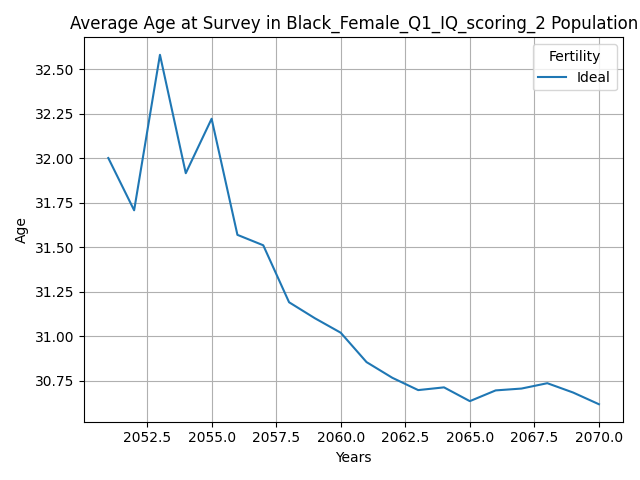 Average Age at Survey in Black_Female_Q1_IQ_scoring_2 Population
Fertility
Ideal
32.50
32.25
32.00
31.75
31.50
31.25
31.00
30.75
Age
2052.5 2055.0 2057.5 2060.0 2062.5 2065.0 2067.5 2070.0
Years